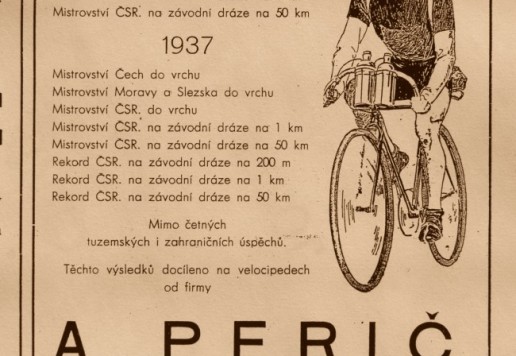 Mistrovství ČSR. na závodní dráze na 50 km
1937
Mistrovství Čech do vrchu
Mistrovství Moravy a Slezska do vrchu
Mistrovství ČSR. do vrchu
Mistrovství ČSR. na závodní dráze na 1 km
Mistrovství ČSR. na závodní dráze na 50 km
Rekord ČSR. na závodní dráze na 200 m
Rekord ČSR. na závodní dráze na 1 km
Rekord ČSR. na závodní dráze na 50 km
Mimo četných
tuzemských i zahraničních úspěchů.
Těchto výsledků docíleno na velocipedech
od firmy
A PERIČ